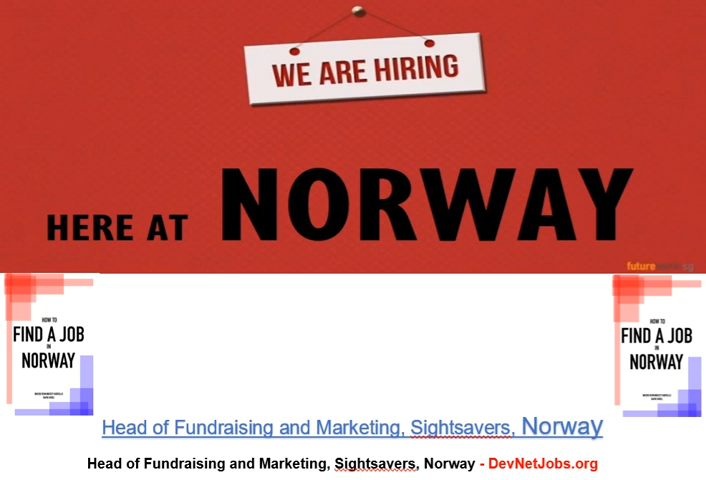 WE ARE HIRING
HERE AT NORWAY
future
HOW TO
FIND A JOB
IN
NORWAY
HOW TO
FIND A JOB
IN
NORWAY
Head of Fundraising and Marketing, Sightsavers, Norway
Head of Fundraising and Marketing, Sightsavers, Norway - DevNetJobs.org